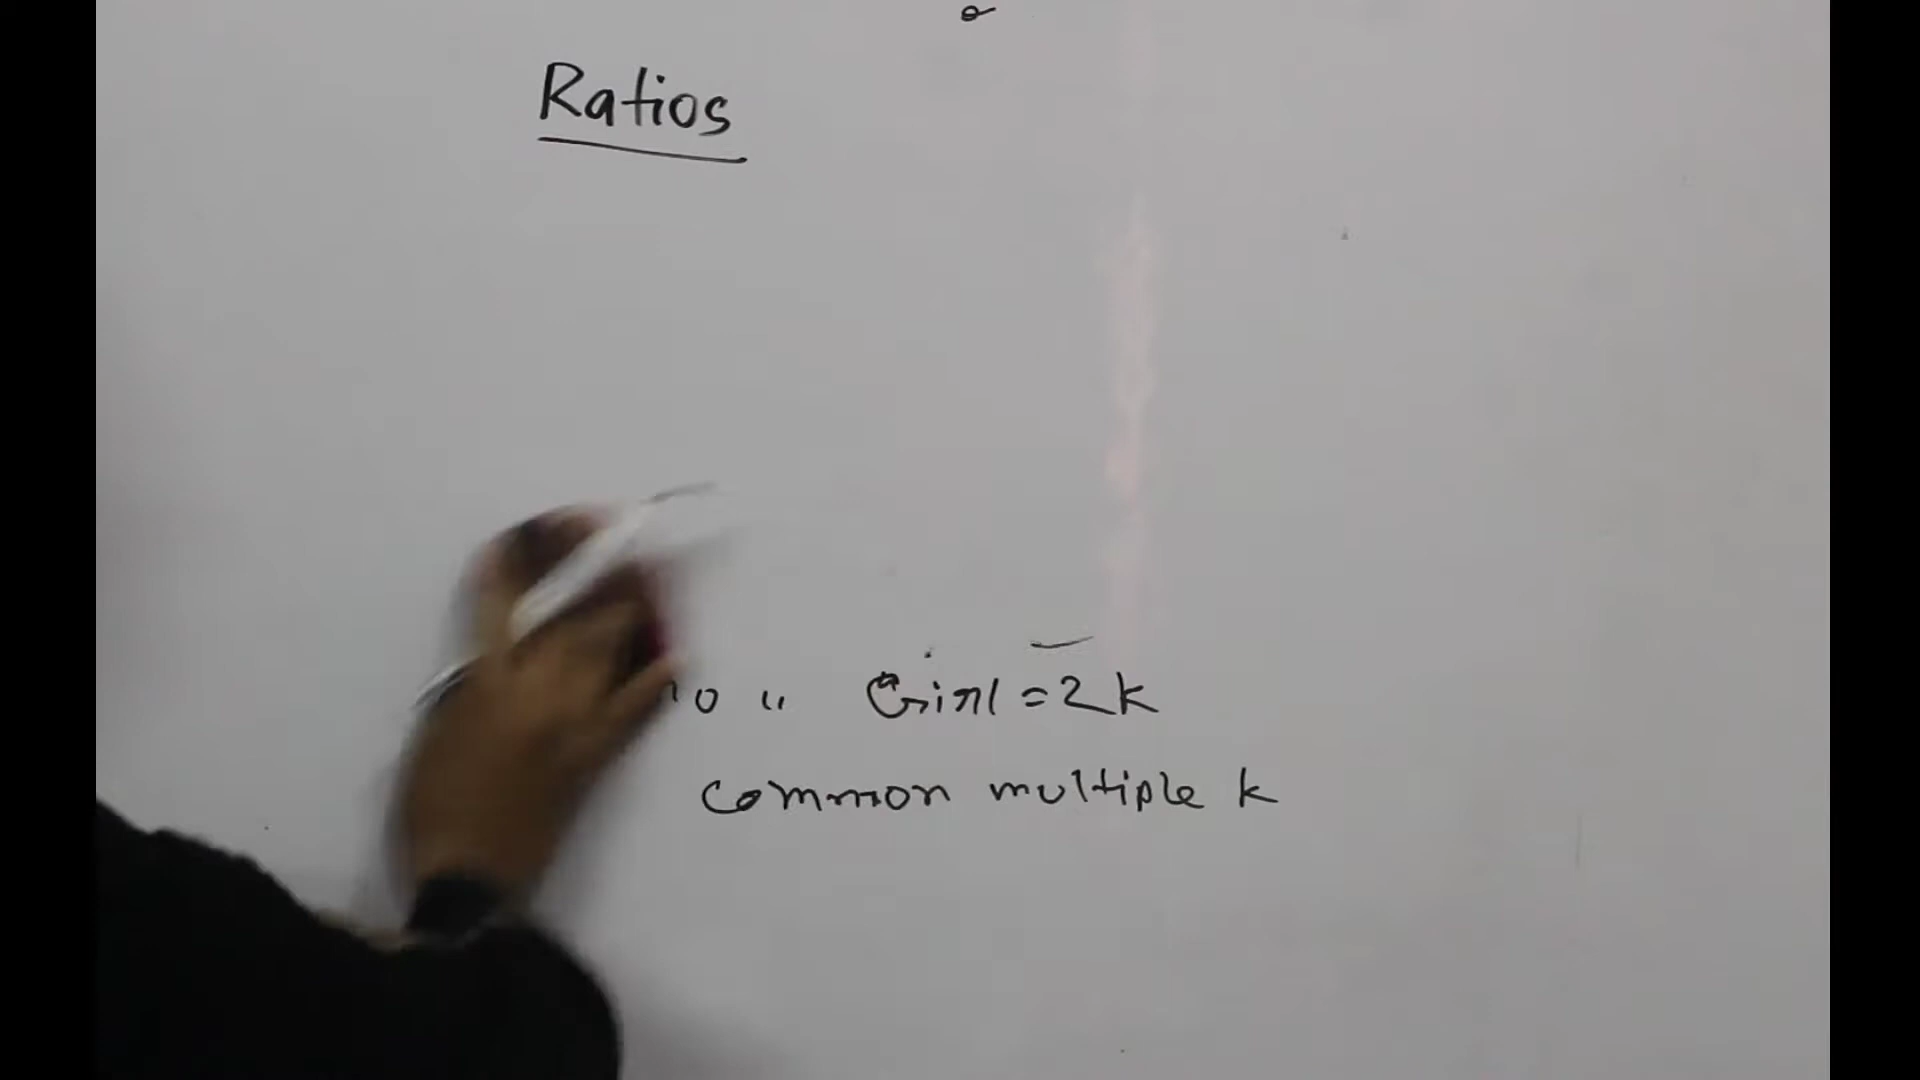 Ratios
o " Girl = 2k
common multiple k